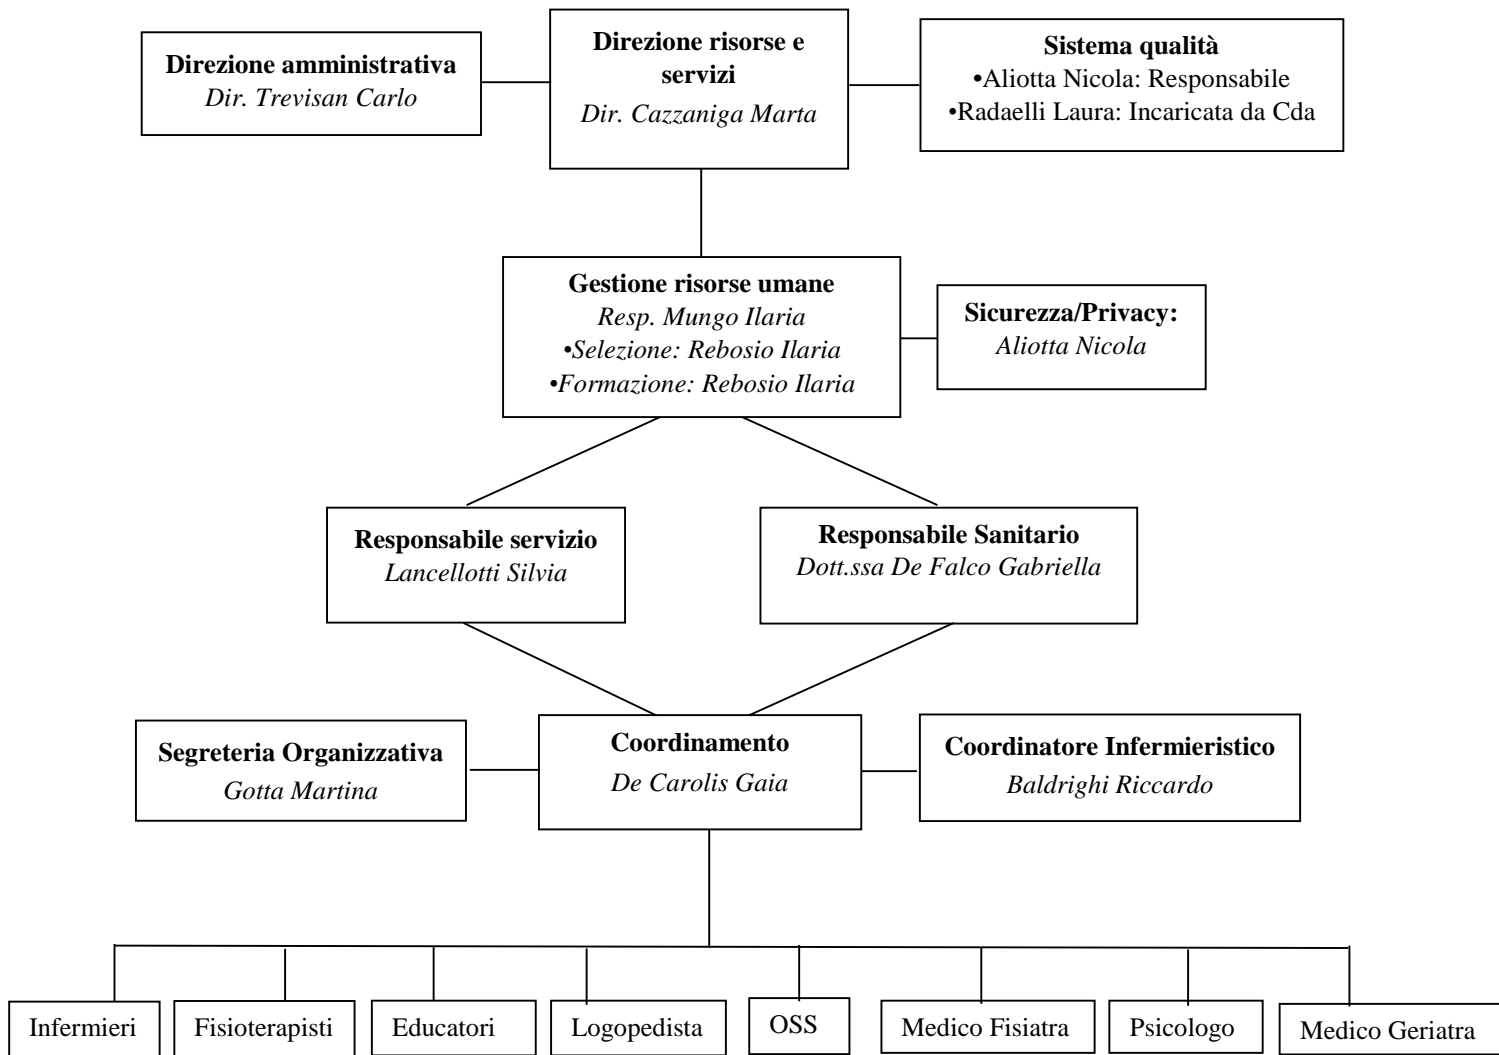 Direzione amministrativa
Dir. Trevisan Carlo
Direzione risorse e
servizi
Dir. Cazzaniga Marta
Sistema qualità
•Aliotta Nicola: Responsabile
•Radaelli Laura: Incaricata da Cda
Gestione risorse umane
Resp. Mungo Ilaria
•Selezione: Rebosio Ilaria
•Formazione: Rebosio Ilaria
Sicurezza/Privacy:
Aliotta Nicola
Responsabile servizio
Lancellotti Silvia
Responsabile Sanitario
Dott.ssa De Falco Gabriella
Segreteria Organizzativa
Gotta Martina
Coordinamento
De Carolis Gaia
Coordinatore Infermieristico
Baldrighi Riccardo
Infermieri
Fisioterapisti
Educatori
Logopedista
OSS
Medico Fisiatra
Psicologo
Medico Geriatra